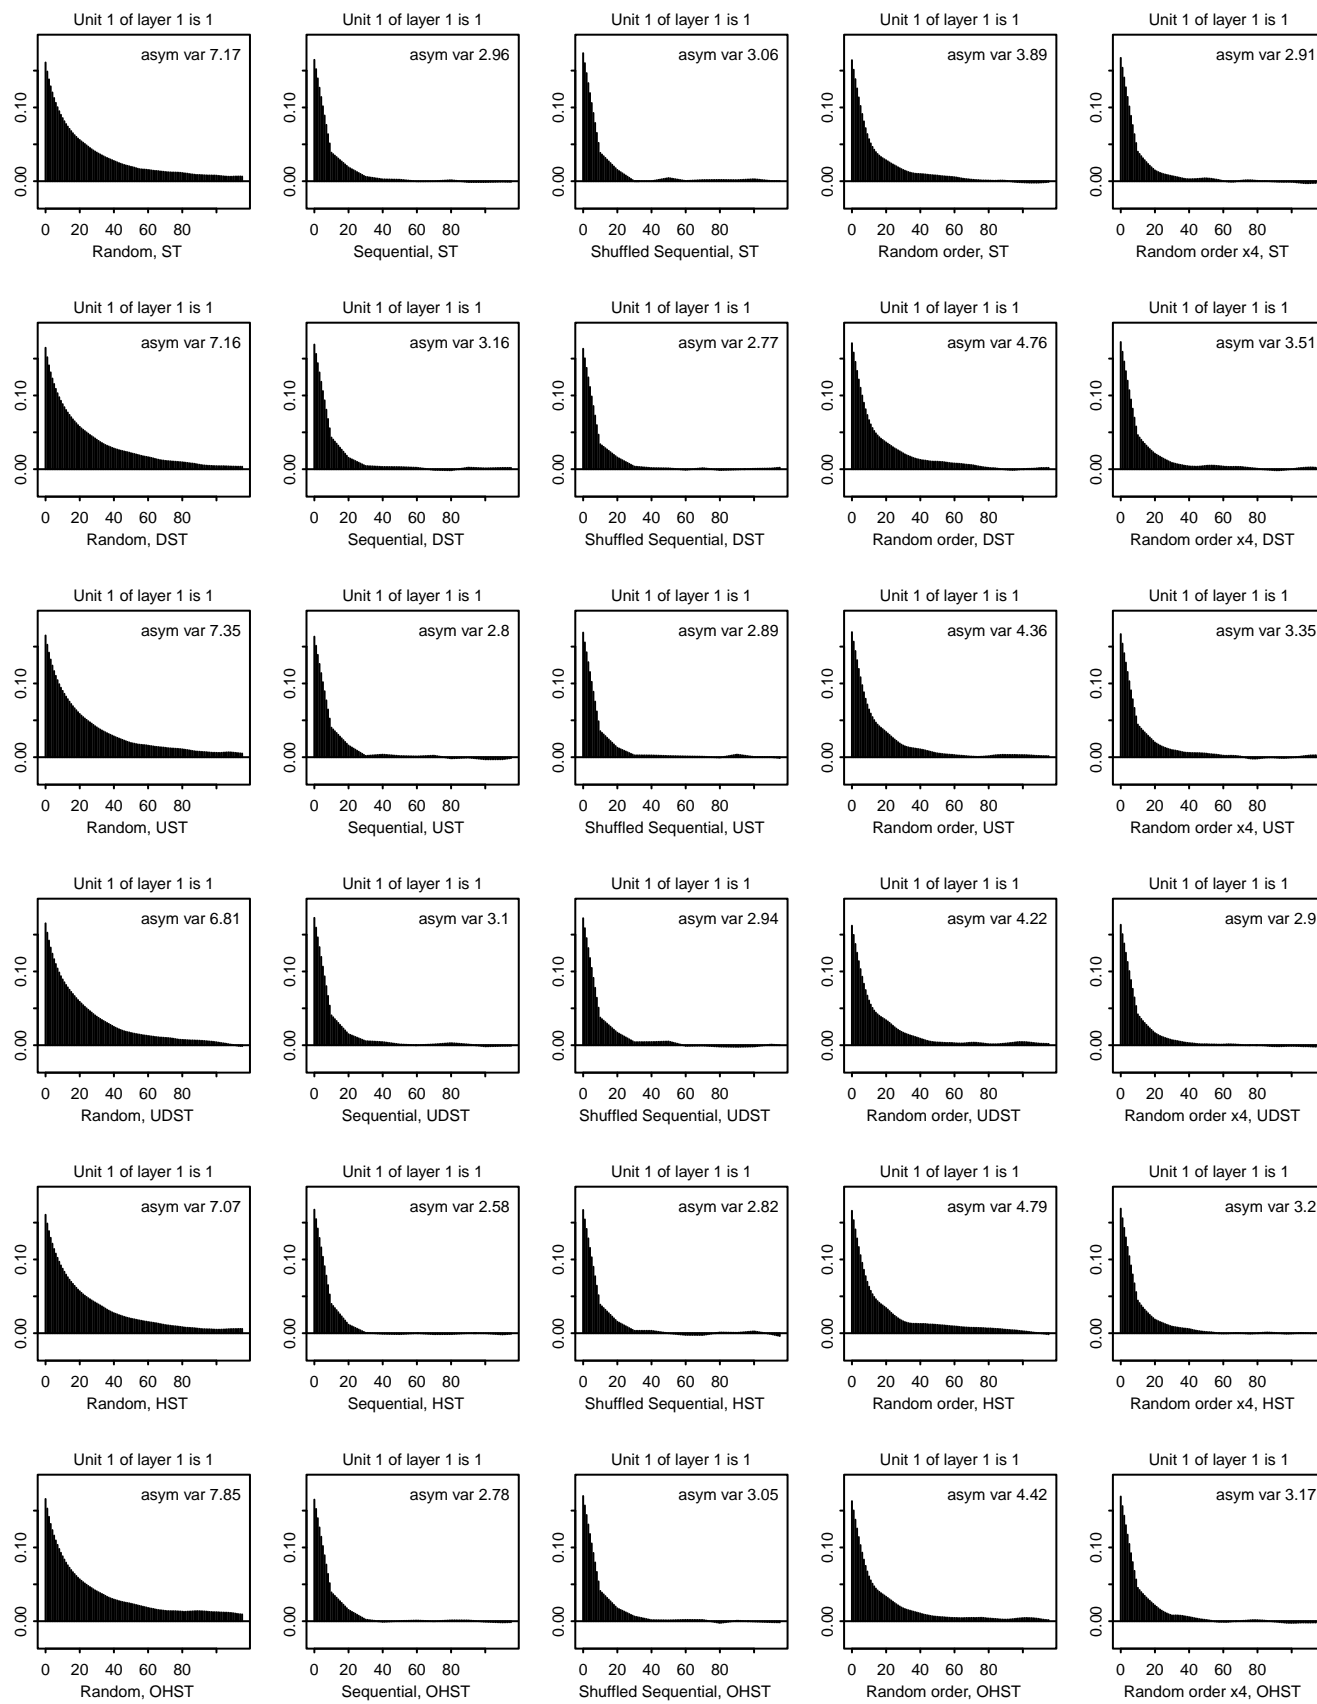 Unit 1 of layer 1 is 1 Unit 1 of layer 1 is 1 Unit 1 of layer 1 is 1 Unit 1 of layer 1 is 1 Unit 1 of layer 1 is 1
asym var 7.17 asym var 2.96 asym var 3.06 asym var 3.89 asym var 2.91
0.10 0.10 0.10 0.10 0.10
0.00 0.00 0.00 0.00 0.00
0 20 40 60 80 0 20 40 60 80 0 20 40 60 80 0 20 40 60 80 0 20 40 60 80
Random, ST Sequential, ST Shuffled Sequential, ST Random order, ST Random order x4, ST
Unit 1 of layer 1 is 1 Unit 1 of layer 1 is 1 Unit 1 of layer 1 is 1 Unit 1 of layer 1 is 1 Unit 1 of layer 1 is 1
asym var 7.16 asym var 3.16 asym var 2.77 asym var 4.76 asym var 3.51
0.10 0.10 0.10 0.10 0.10
0.00 0.00 0.00 0.00 0.00
0 20 40 60 80 0 20 40 60 80 0 20 40 60 80 0 20 40 60 80 0 20 40 60 80
Random, DST Sequential, DST Shuffled Sequential, DST Random order, DST Random order x4, DST
Unit 1 of layer 1 is 1 Unit 1 of layer 1 is 1 Unit 1 of layer 1 is 1 Unit 1 of layer 1 is 1 Unit 1 of layer 1 is 1
asym var 7.35 asym var 2.8 asym var 2.89 asym var 4.36 asym var 3.35
0.10 0.10 0.10 0.10 0.10
0.00 0.00 0.00 0.00 0.00
0 20 40 60 80 0 20 40 60 80 0 20 40 60 80 0 20 40 60 80 0 20 40 60 80
Random, UST Sequential, UST Shuffled Sequential, UST Random order, UST Random order x4, UST
Unit 1 of layer 1 is 1 Unit 1 of layer 1 is 1 Unit 1 of layer 1 is 1 Unit 1 of layer 1 is 1 Unit 1 of layer 1 is 1
asym var 6.81 asym var 3.1 asym var 2.94 asym var 4.22 asym var 2.9
0.10 0.10 0.10 0.10 0.10
0.00 0.00 0.00 0.00 0.00
0 20 40 60 80 0 20 40 60 80 0 20 40 60 80 0 20 40 60 80 0 20 40 60 80
Random, UDST Sequential, UDST Shuffled Sequential, UDST Random order, UDST Random order x4, UDST
Unit 1 of layer 1 is 1 Unit 1 of layer 1 is 1 Unit 1 of layer 1 is 1 Unit 1 of layer 1 is 1 Unit 1 of layer 1 is 1
asym var 7.07 asym var 2.58 asym var 2.82 asym var 4.79 asym var 3.2
0.10 0.10 0.10 0.10 0.10
0.00 0.00 0.00 0.00 0.00
0 20 40 60 80 0 20 40 60 80 0 20 40 60 80 0 20 40 60 80 0 20 40 60 80
Random, HST Sequential, HST Shuffled Sequential, HST Random order, HST Random order x4, HST
Unit 1 of layer 1 is 1 Unit 1 of layer 1 is 1 Unit 1 of layer 1 is 1 Unit 1 of layer 1 is 1 Unit 1 of layer 1 is 1
asym var 7.85 asym var 2.78 asym var 3.05 asym var 4.42 asym var 3.17
0.10 0.10 0.10 0.10 0.10
0.00 0.00 0.00 0.00 0.00
0 20 40 60 80 0 20 40 60 80 0 20 40 60 80 0 20 40 60 80 0 20 40 60 80
Random, OHST Sequential, OHST Shuffled Sequential, OHST Random order, OHST Random order x4, OHST